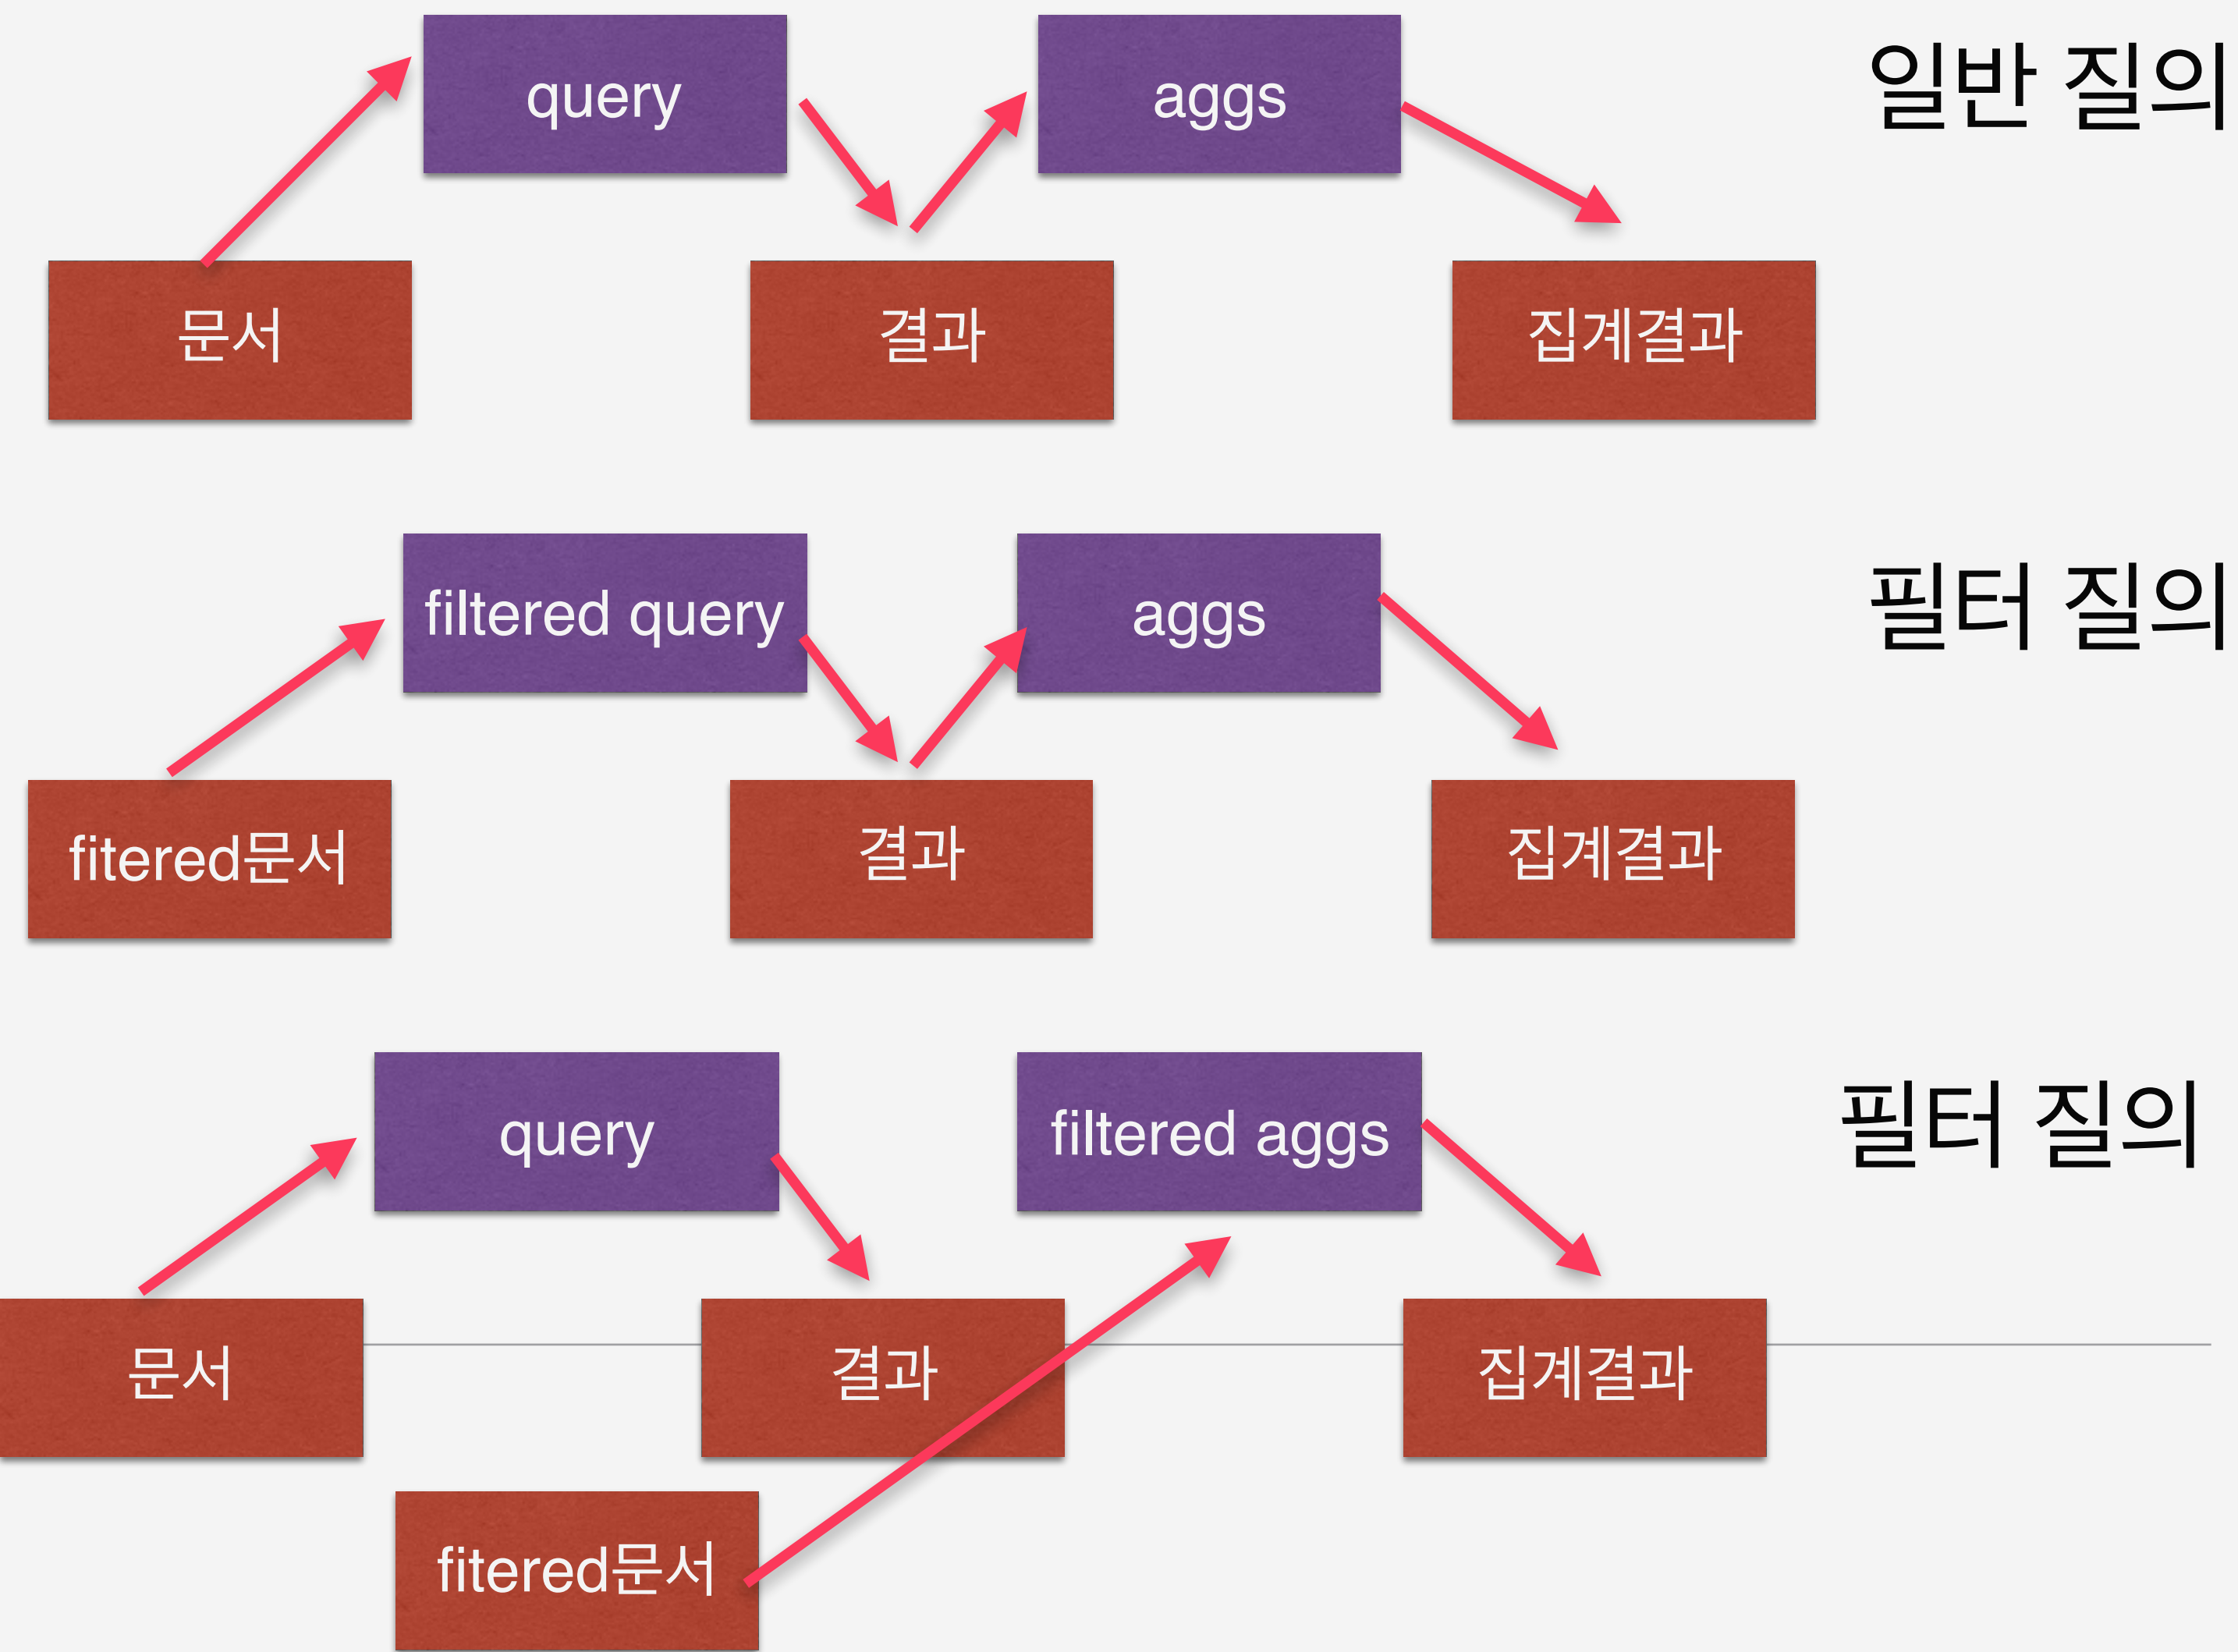 query
aggs
일반 질의
문서
결과
집계결과
filtered query
aggs
필터 질의
fitered문서
결과
집계결과
query
filtered aggs
필터 질의
문서
결과
집계결과
fitered문서